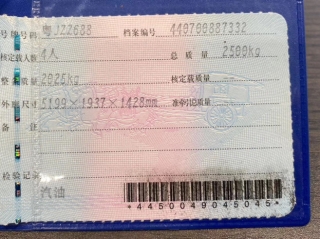 号牌号码 粤JZZ688 档案编号 440700887332
核定载人数 4人 总质量 2500kg
整备质量 2025kg 核定载质量
外廓尺寸 5199×1937×1428mm 准牵引总质量
备注
检验记录
汽油
*4450049045045*